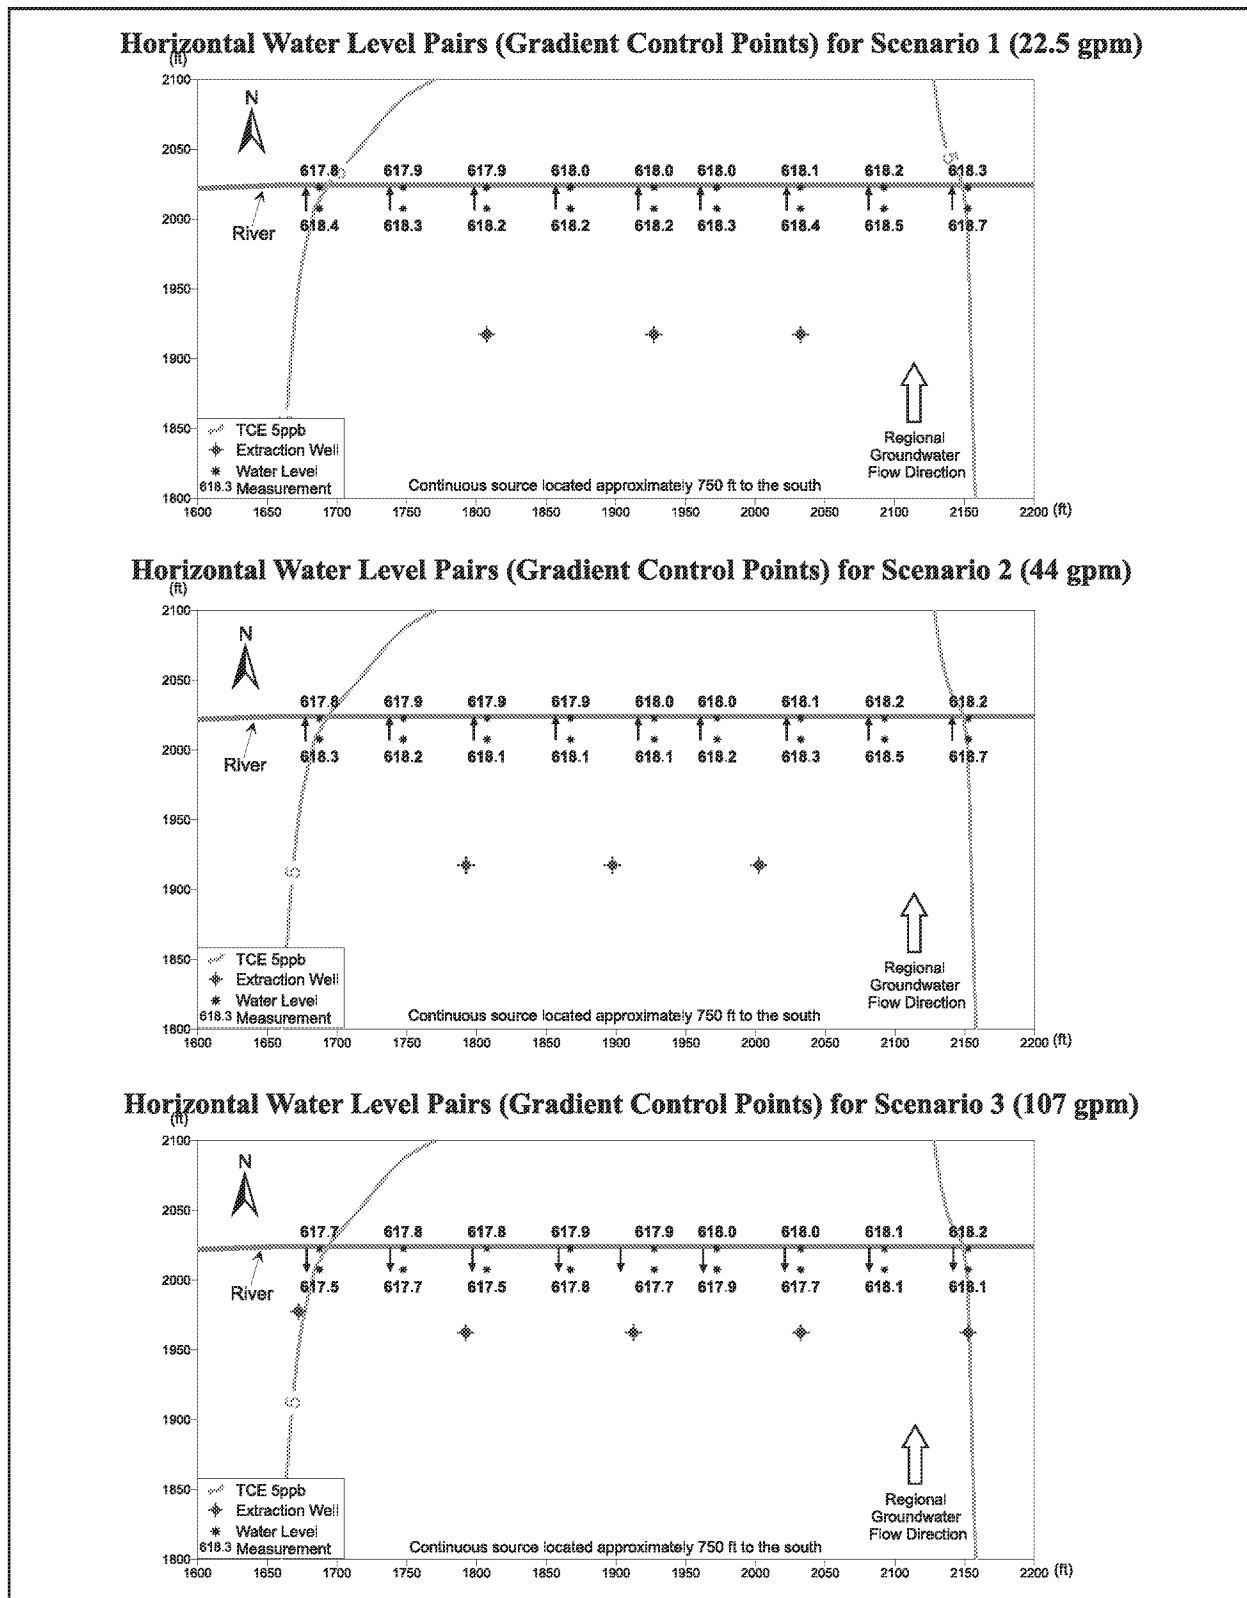 Horizontal Water Level Pairs (Gradient Control Points) for Scenario 1 (22.5 gpm)
(ft)
2100
N
2050
617.8 617.9 617.9 618.0 618.0 618.0 618.1 618.2 618.3
5 5
2000
618.4 618.3 618.2 618.2 618.2 618.3 618.4 618.5 618.7
River
1950
1900
1850
TCE 5ppb
Extraction Well
Water Level
618.3 Measurement
Regional
Groundwater
Flow Direction
Continuous source located approximately 750 ft to the south
1800
1600 1650 1700 1750 1800 1850 1900 1950 2000 2050 2100 2150 2200 (ft)
Horizontal Water Level Pairs (Gradient Control Points) for Scenario 2 (44 gpm)
(ft)
2100
N
2050
617.8 617.9 617.9 617.9 618.0 618.0 618.1 618.2 618.2
2000
618.3 618.2 618.1 618.1 618.1 618.2 618.3 618.5 618.7
River
1950
5
1900
1850
TCE 5ppb
Extraction Well
Water Level
618.3 Measurement
Regional
Groundwater
Flow Direction
Continuous source located approximately 750 ft to the south
1800
1600 1650 1700 1750 1800 1850 1900 1950 2000 2050 2100 2150 2200 (ft)
Horizontal Water Level Pairs (Gradient Control Points) for Scenario 3 (107 gpm)
(ft)
2100
N
2050
617.7 617.8 617.8 617.9 617.9 618.0 618.0 618.1 618.2
2000
617.5 617.7 617.5 617.8 617.7 617.9 617.7 618.1 618.1
River
1950
5
1900
1850
TCE 5ppb
Extraction Well
Water Level
618.3 Measurement
Regional
Groundwater
Flow Direction
Continuous source located approximately 750 ft to the south
1800
1600 1650 1700 1750 1800 1850 1900 1950 2000 2050 2100 2150 2200 (ft)